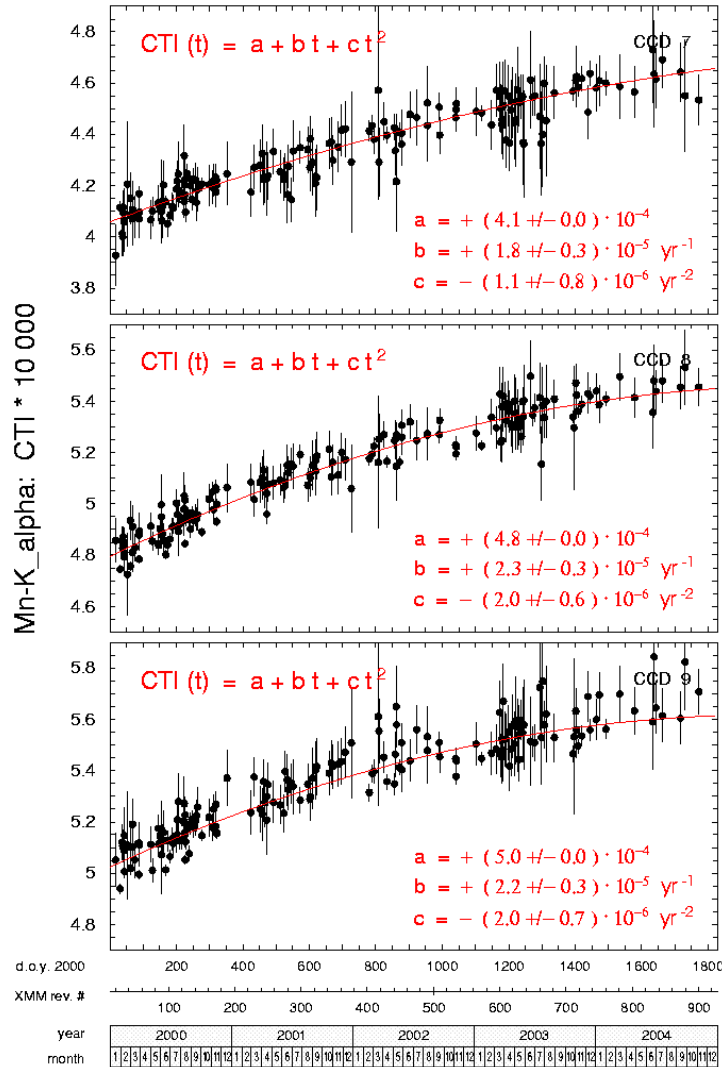 CTI (t) = a + b t + c t²
CCD 7
4.8
4.6
4.4
4.2
4
3.8
a = + ( 4.1 +/− 0.0 ) · 10⁻⁴
b = + ( 1.8 +/− 0.3 ) · 10⁻⁵ yr⁻¹
c = − ( 1.1 +/− 0.8 ) · 10⁻⁶ yr⁻²
Mn-K_alpha: CTI * 10 000
CTI (t) = a + b t + c t²
CCD 8
5.6
5.4
5.2
5
4.8
4.6
a = + ( 4.8 +/− 0.0 ) · 10⁻⁴
b = + ( 2.3 +/− 0.3 ) · 10⁻⁵ yr⁻¹
c = − ( 2.0 +/− 0.6 ) · 10⁻⁶ yr⁻²
CTI (t) = a + b t + c t²
CCD 9
5.8
5.6
5.4
5.2
5
4.8
a = + ( 5.0 +/− 0.0 ) · 10⁻⁴
b = + ( 2.2 +/− 0.3 ) · 10⁻⁵ yr⁻¹
c = − ( 2.0 +/− 0.7 ) · 10⁻⁶ yr⁻²
d.o.y. 2000 200 400 600 800 1000 1200 1400 1600 1800
XMM rev. # 100 200 300 400 500 600 700 800 900
year 2000 2001 2002 2003 2004
month 1 2 3 4 5 6 7 8 9 10 11 12 1 2 3 4 5 6 7 8 9 10 11 12 1 2 3 4 5 6 7 8 9 10 11 12 1 2 3 4 5 6 7 8 9 10 11 12 1 2 3 4 5 6 7 8 9 10 11 12